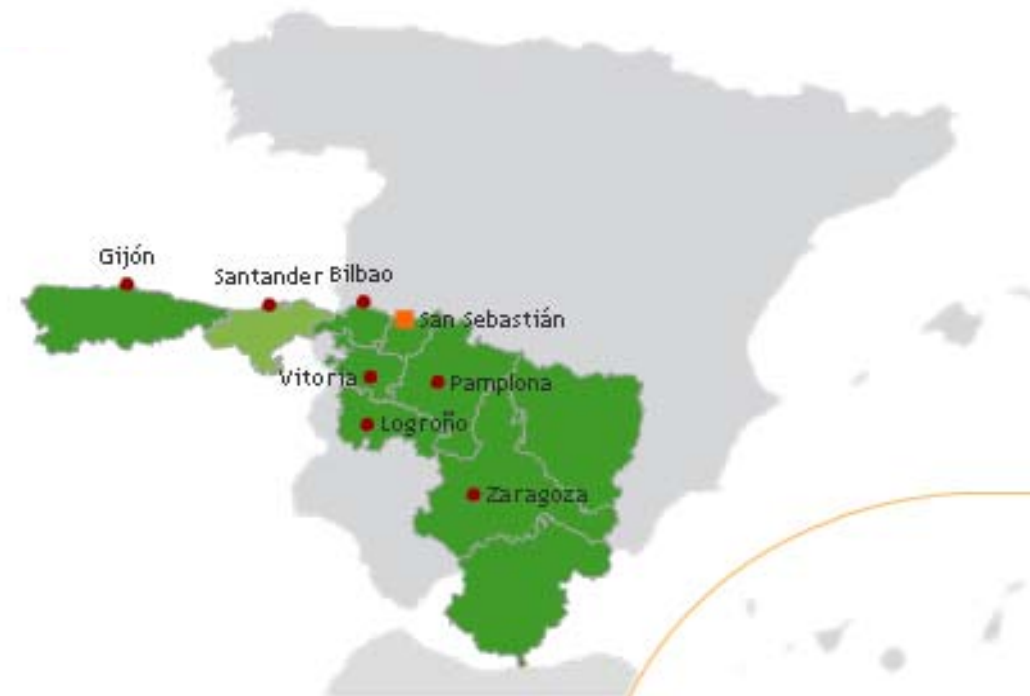 Gijón
Santander
Bilbao
San Sebastián
Vitoria
Pamplona
Logroño
Zaragoza